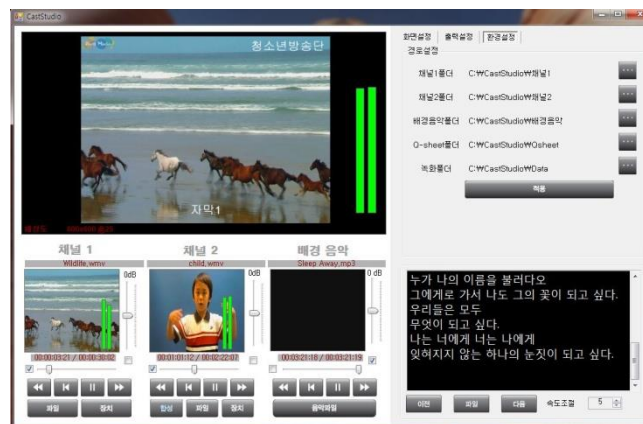 CastStudio
청소년방송단
자막1
화면설정 출력설정 환경설정
경로설정
채널1폴더 C:₩CastStudio₩채널1
채널2폴더 C:₩CastStudio₩채널2
배경음악폴더 C:₩CastStudio₩배경음악
Q-sheet폴더 C:₩CastStudio₩Qsheet
녹화폴더 C:₩CastStudio₩Data
적용
채널 1 채널 2 배경 음악
Wildlife.wmv child.wmv Sleep Away.mp3
0dB 0dB 0 dB
00:00:03:21 / 00:00:30:02 00:01:01:12 / 00:02:22:07 00:03:21:18 / 00:03:21:19
파일 장치 합성 파일 장치 음악파일
누가 나의 이름을 불러다오
그에게로 가서 나도 그의 꽃이 되고 싶다.
우리들은 모두
무엇이 되고 싶다.
나는 너에게 너는 나에게
잊혀지지 않는 하나의 눈짓이 되고 싶다.
이전 파일 다음 속도조절 5